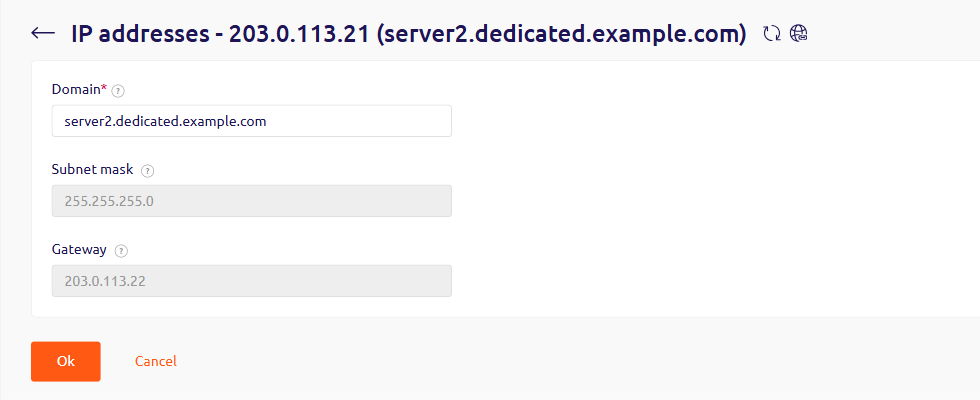 IP addresses - 203.0.113.21 (server2.dedicated.example.com)
Domain* ?
server2.dedicated.example.com
Subnet mask ?
255.255.255.0
Gateway ?
203.0.113.22
Ok Cancel